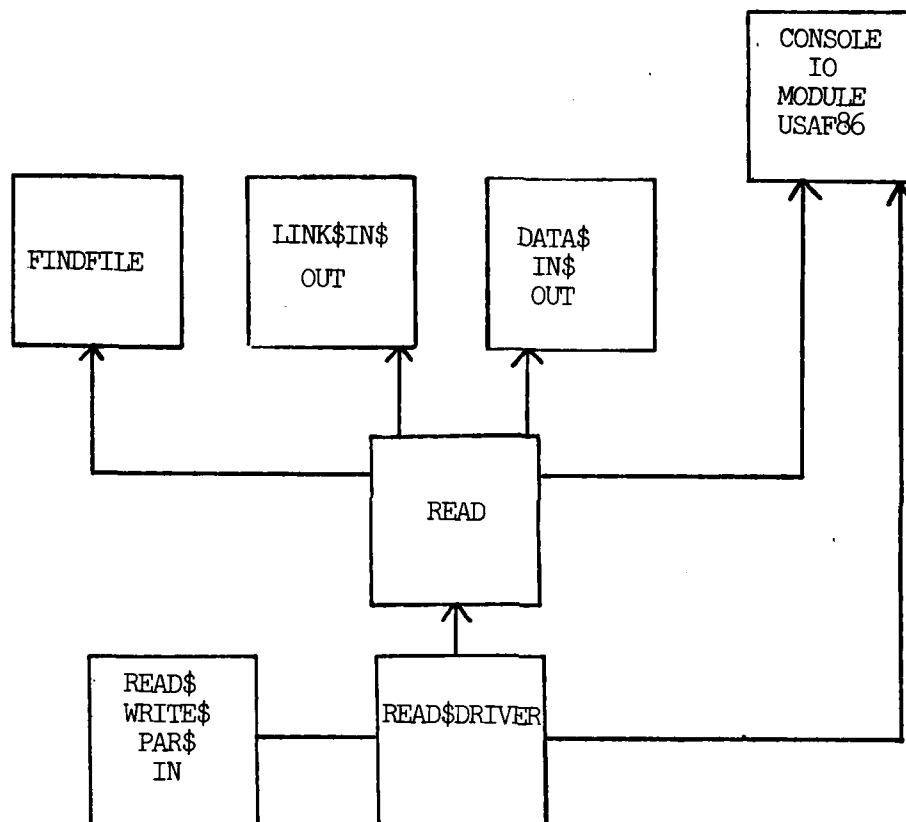 CONSOLE
IO
MODULE
USAF86
FINDFILE
LINK$IN$
OUT
DATA$
IN$
OUT
READ
READ$
WRITE$
PAR$
IN
READ$DRIVER